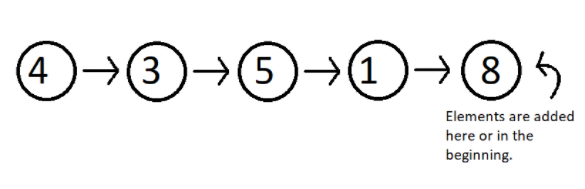 4 3 5 1 8
Elements are added
here or in the
beginning.